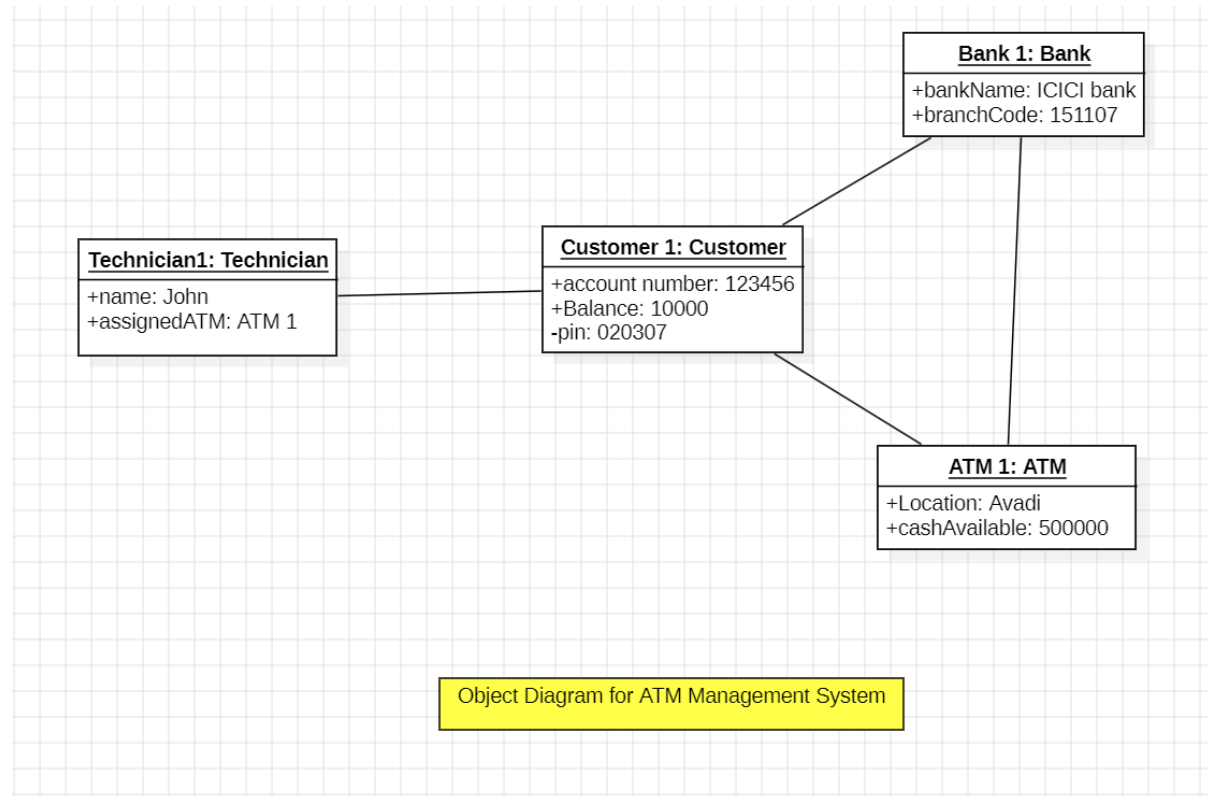 Bank 1: Bank
+bankName: ICICI bank
+branchCode: 151107
Technician1: Technician
+name: John
+assignedATM: ATM 1
Customer 1: Customer
+account number: 123456
+Balance: 10000
-pin: 020307
ATM 1: ATM
+Location: Avadi
+cashAvailable: 500000
Object Diagram for ATM Management System